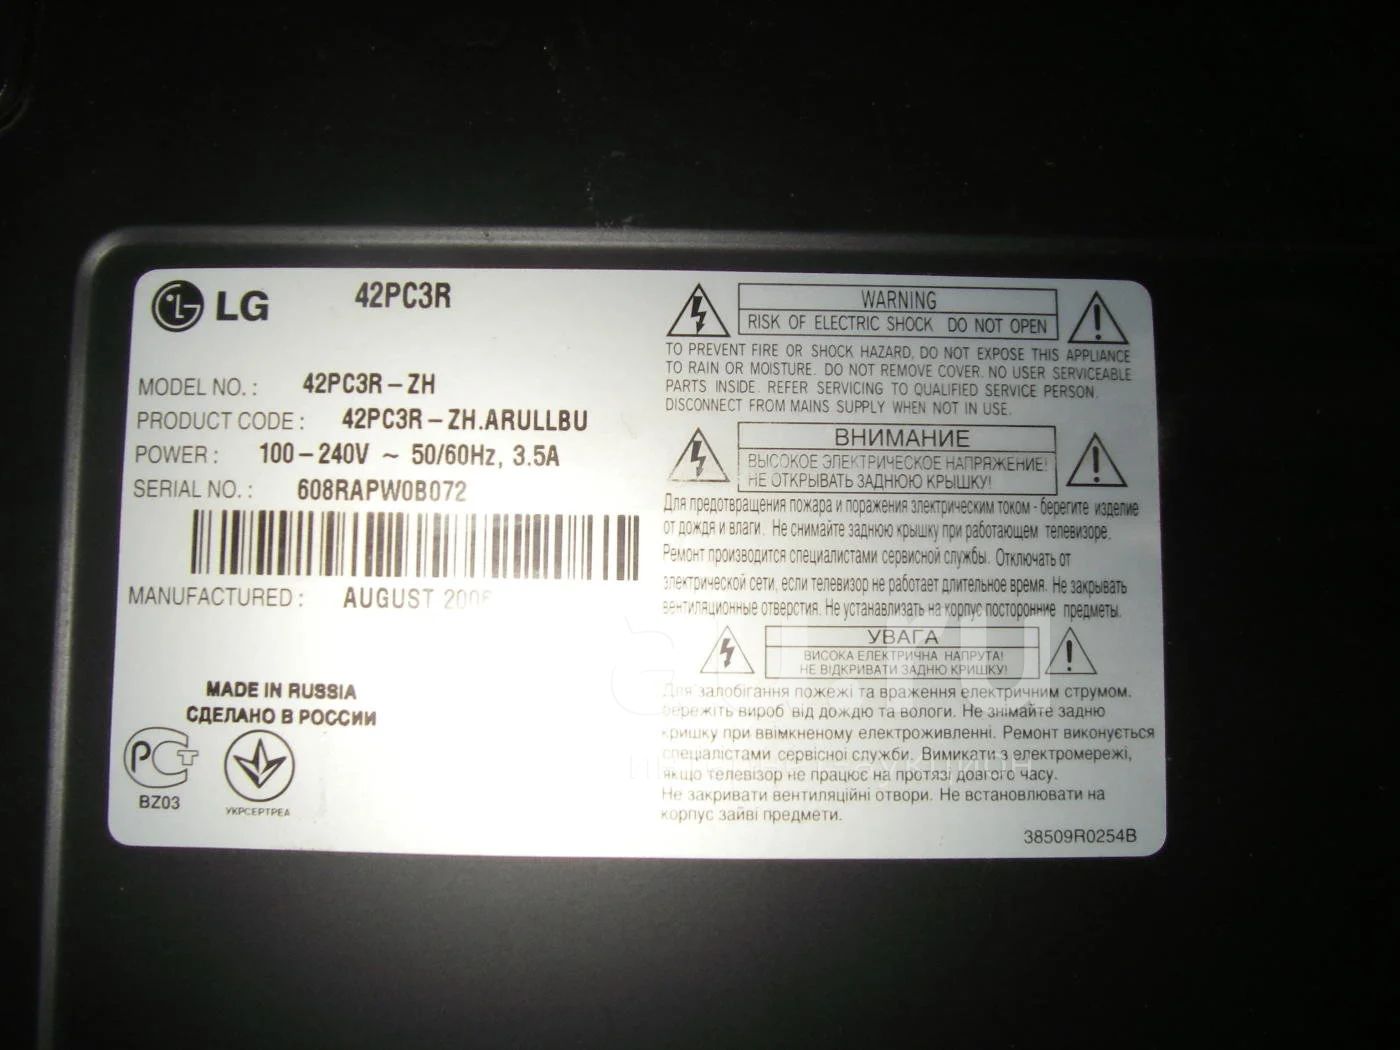 LG
42PC3R
MODEL NO. : 42PC3R-ZH
PRODUCT CODE : 42PC3R-ZH.ARULLBU
POWER : 100-240V ~ 50/60Hz, 3.5A
SERIAL NO. : 608RAPW0B072
MANUFACTURED : AUGUST 2006
MADE IN RUSSIA
СДЕЛАНО В РОССИИ
РСТ
BZ03
УКРСЕРТРЕА
WARNING
RISK OF ELECTRIC SHOCK DO NOT OPEN
TO PREVENT FIRE OR SHOCK HAZARD, DO NOT EXPOSE THIS APPLIANCE
TO RAIN OR MOISTURE. DO NOT REMOVE COVER. NO USER SERVICEABLE
PARTS INSIDE. REFER SERVICING TO QUALIFIED SERVICE PERSON.
DISCONNECT FROM MAINS SUPPLY WHEN NOT IN USE.
ВНИМАНИЕ
ВЫСОКОЕ ЭЛЕКТРИЧЕСКОЕ НАПРЯЖЕНИЕ!
НЕ ОТКРЫВАТЬ ЗАДНЮЮ КРЫШКУ!
Для предотвращения пожара и поражения электрическим током - берегите изделие
от дождя и влаги. Не снимайте заднюю крышку при работающем телевизоре.
Ремонт производится специалистами сервисной службы. Отключать от
электрической сети, если телевизор не работает длительное время. Не закрывать
вентиляционные отверстия. Не устанавлизать на корпус посторонние предметы.
УВАГА
ВИСОКА ЕЛЕКТРИЧНА НАПРУГА!
НЕ ВІДКРИВАТИ ЗАДНЮ КРИШКУ!
Для залобігання пожежі та враження електричним струмом.
бережіть вироб від дождю та вологи. Не знімайте задню
кришку при ввімкненому електроживленні. Ремонт виконується
спеціалістами сервісної служби. Вимикати з електромережі,
якщо телевізор не працює на протязі довгого часу.
Не закривати вентиляційні отвори. Не встановлювати на
корпус зайві предмети.
38509R0254B